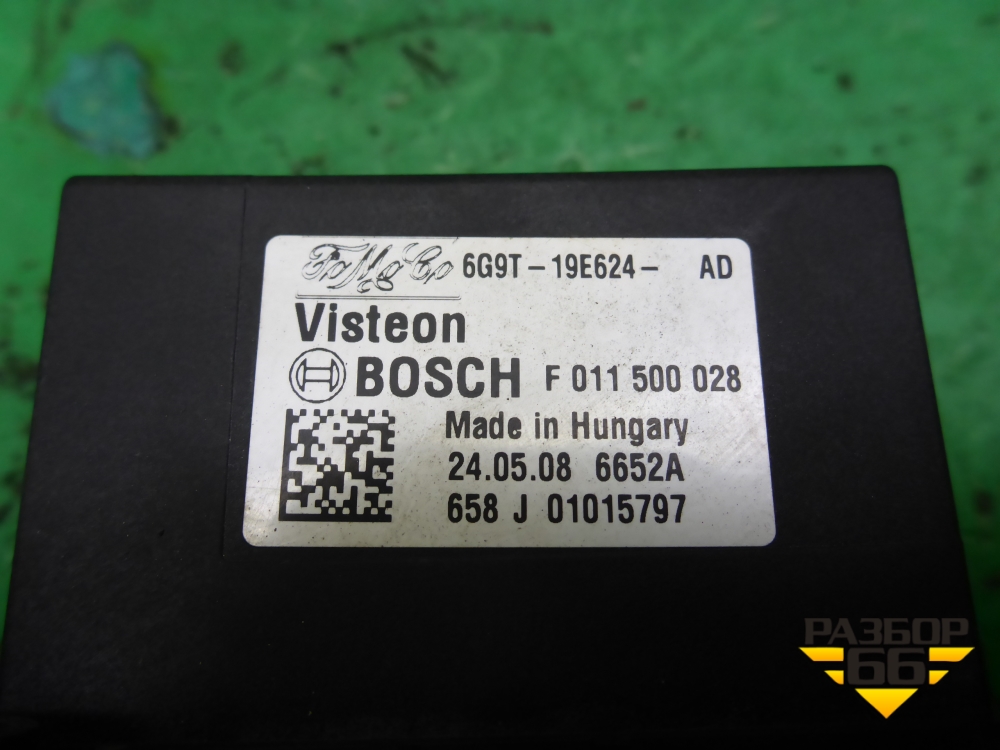 FoMoCo 6G9T-19E624- AD
Visteon
BOSCH F 011 500 028
Made in Hungary
24.05.08 6652A
658 J 01015797
РАЗБОР
66